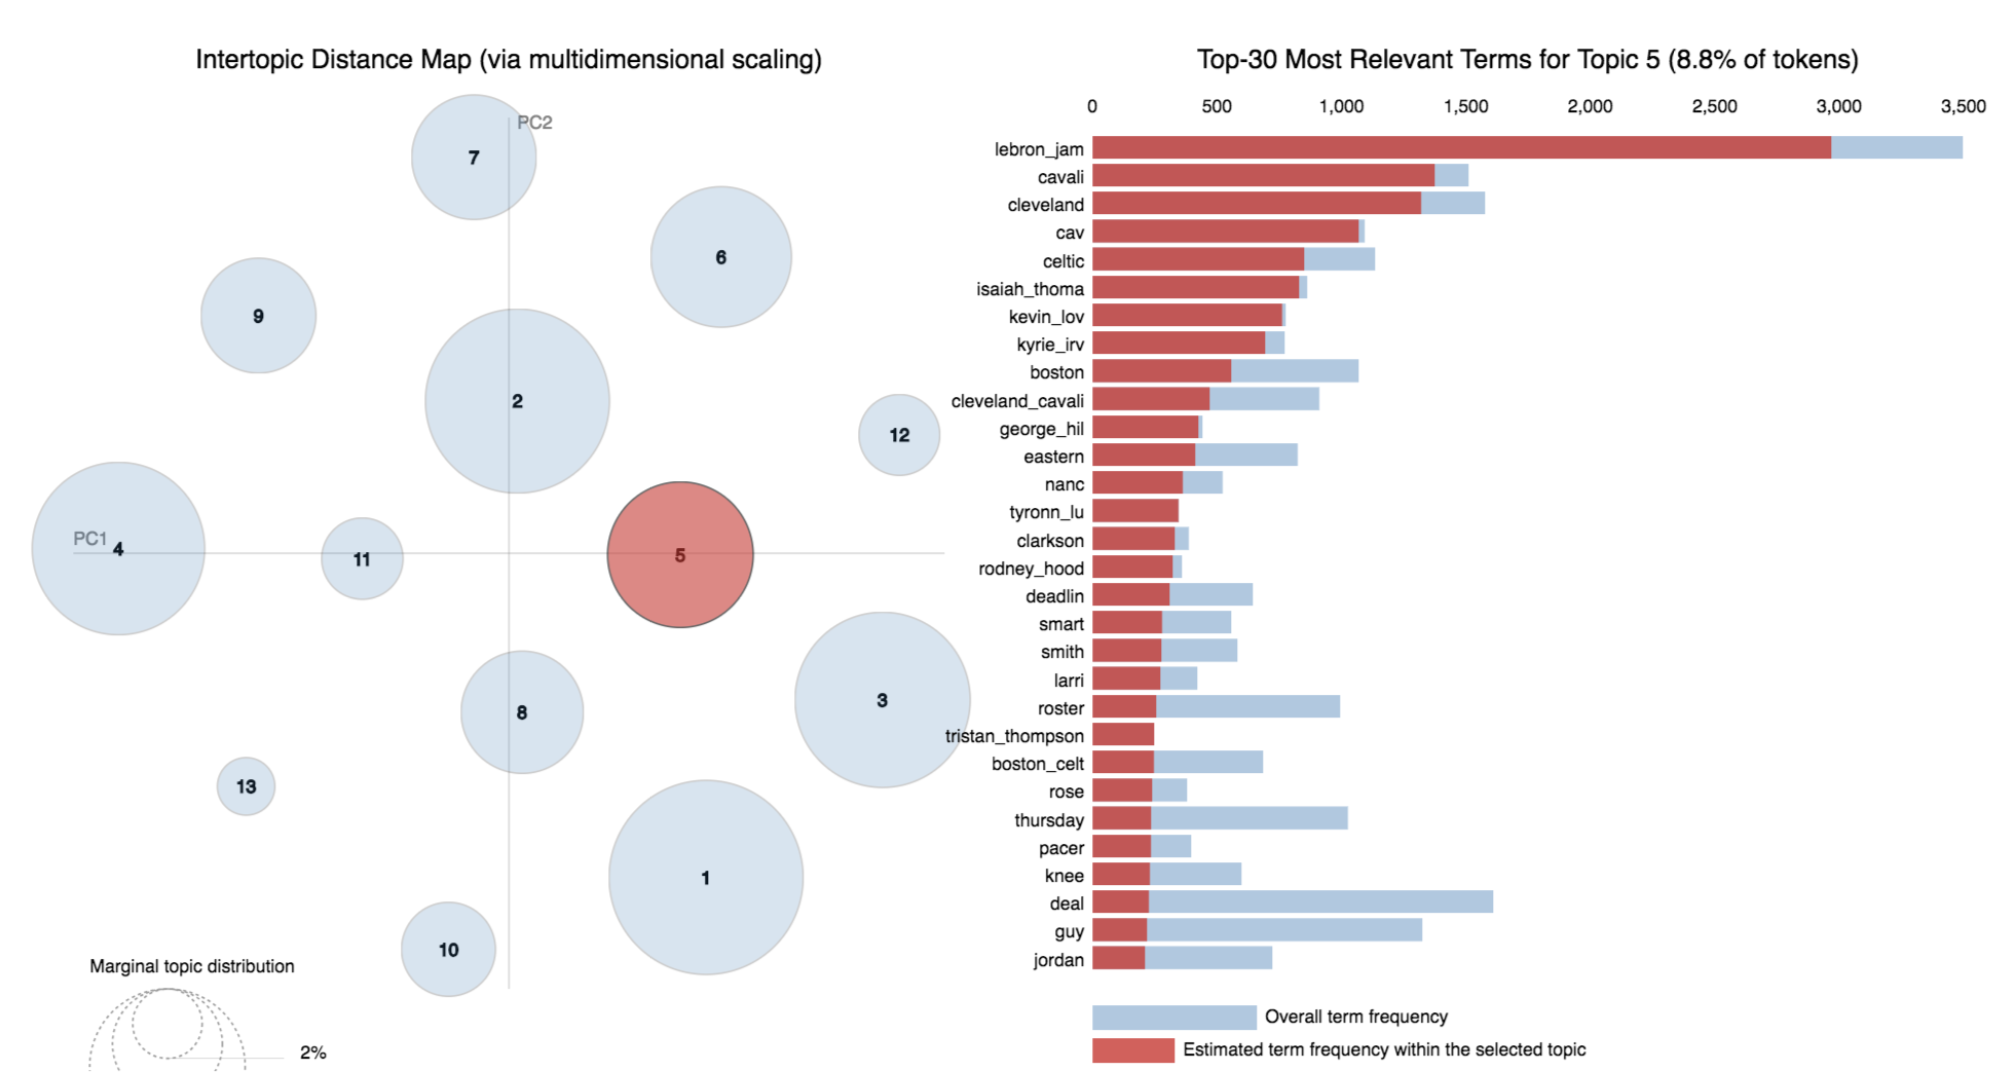 Intertopic Distance Map (via multidimensional scaling)
PC2
7
6
9
2
12
PC1
4
11
5
3
8
13
1
10
Marginal topic distribution
2%
Top-30 Most Relevant Terms for Topic 5 (8.8% of tokens)
0 500 1,000 1,500 2,000 2,500 3,000 3,500
lebron_jam
cavali
cleveland
cav
celtic
isaiah_thoma
kevin_lov
kyrie_irv
boston
cleveland_cavali
george_hil
eastern
nanc
tyronn_lu
clarkson
rodney_hood
deadlin
smart
smith
larri
roster
tristan_thompson
boston_celt
rose
thursday
pacer
knee
deal
guy
jordan
Overall term frequency
Estimated term frequency within the selected topic